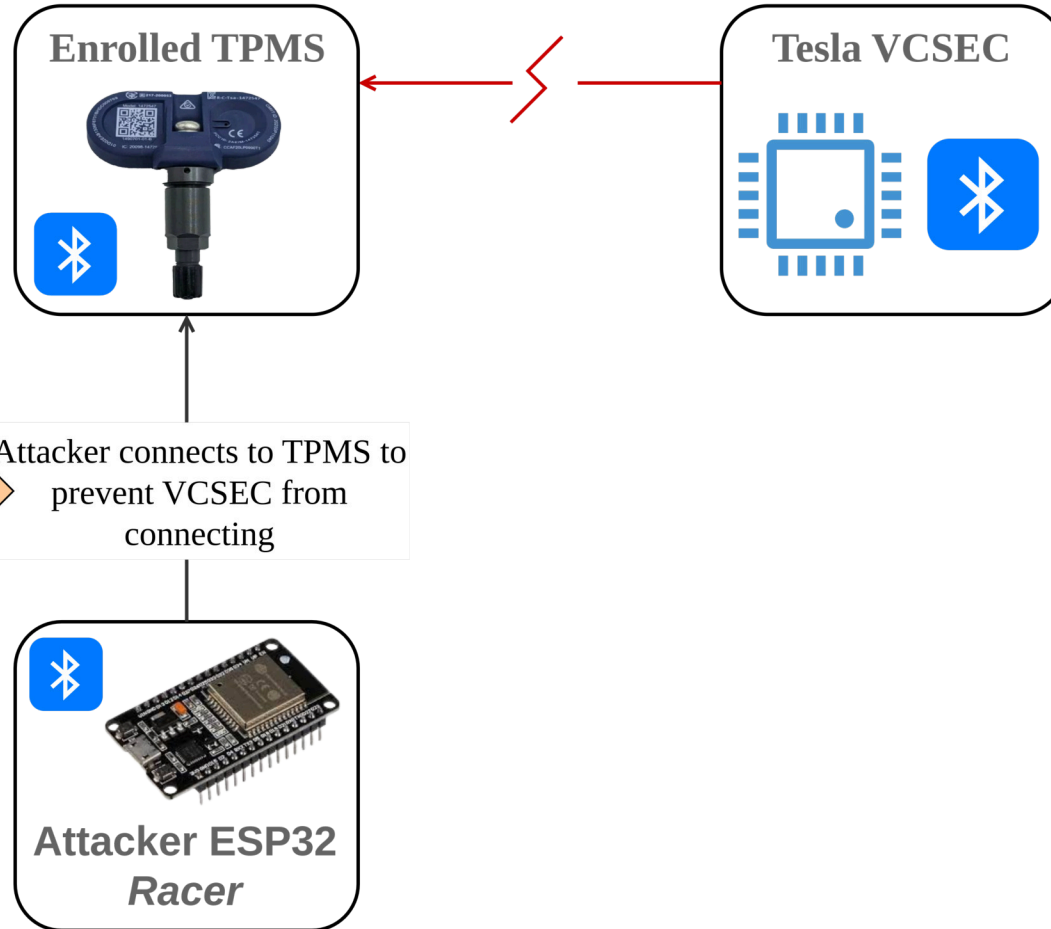 Enrolled TPMS
Tesla VCSEC
Attacker connects to TPMS to
prevent VCSEC from
connecting
Attacker ESP32
Racer